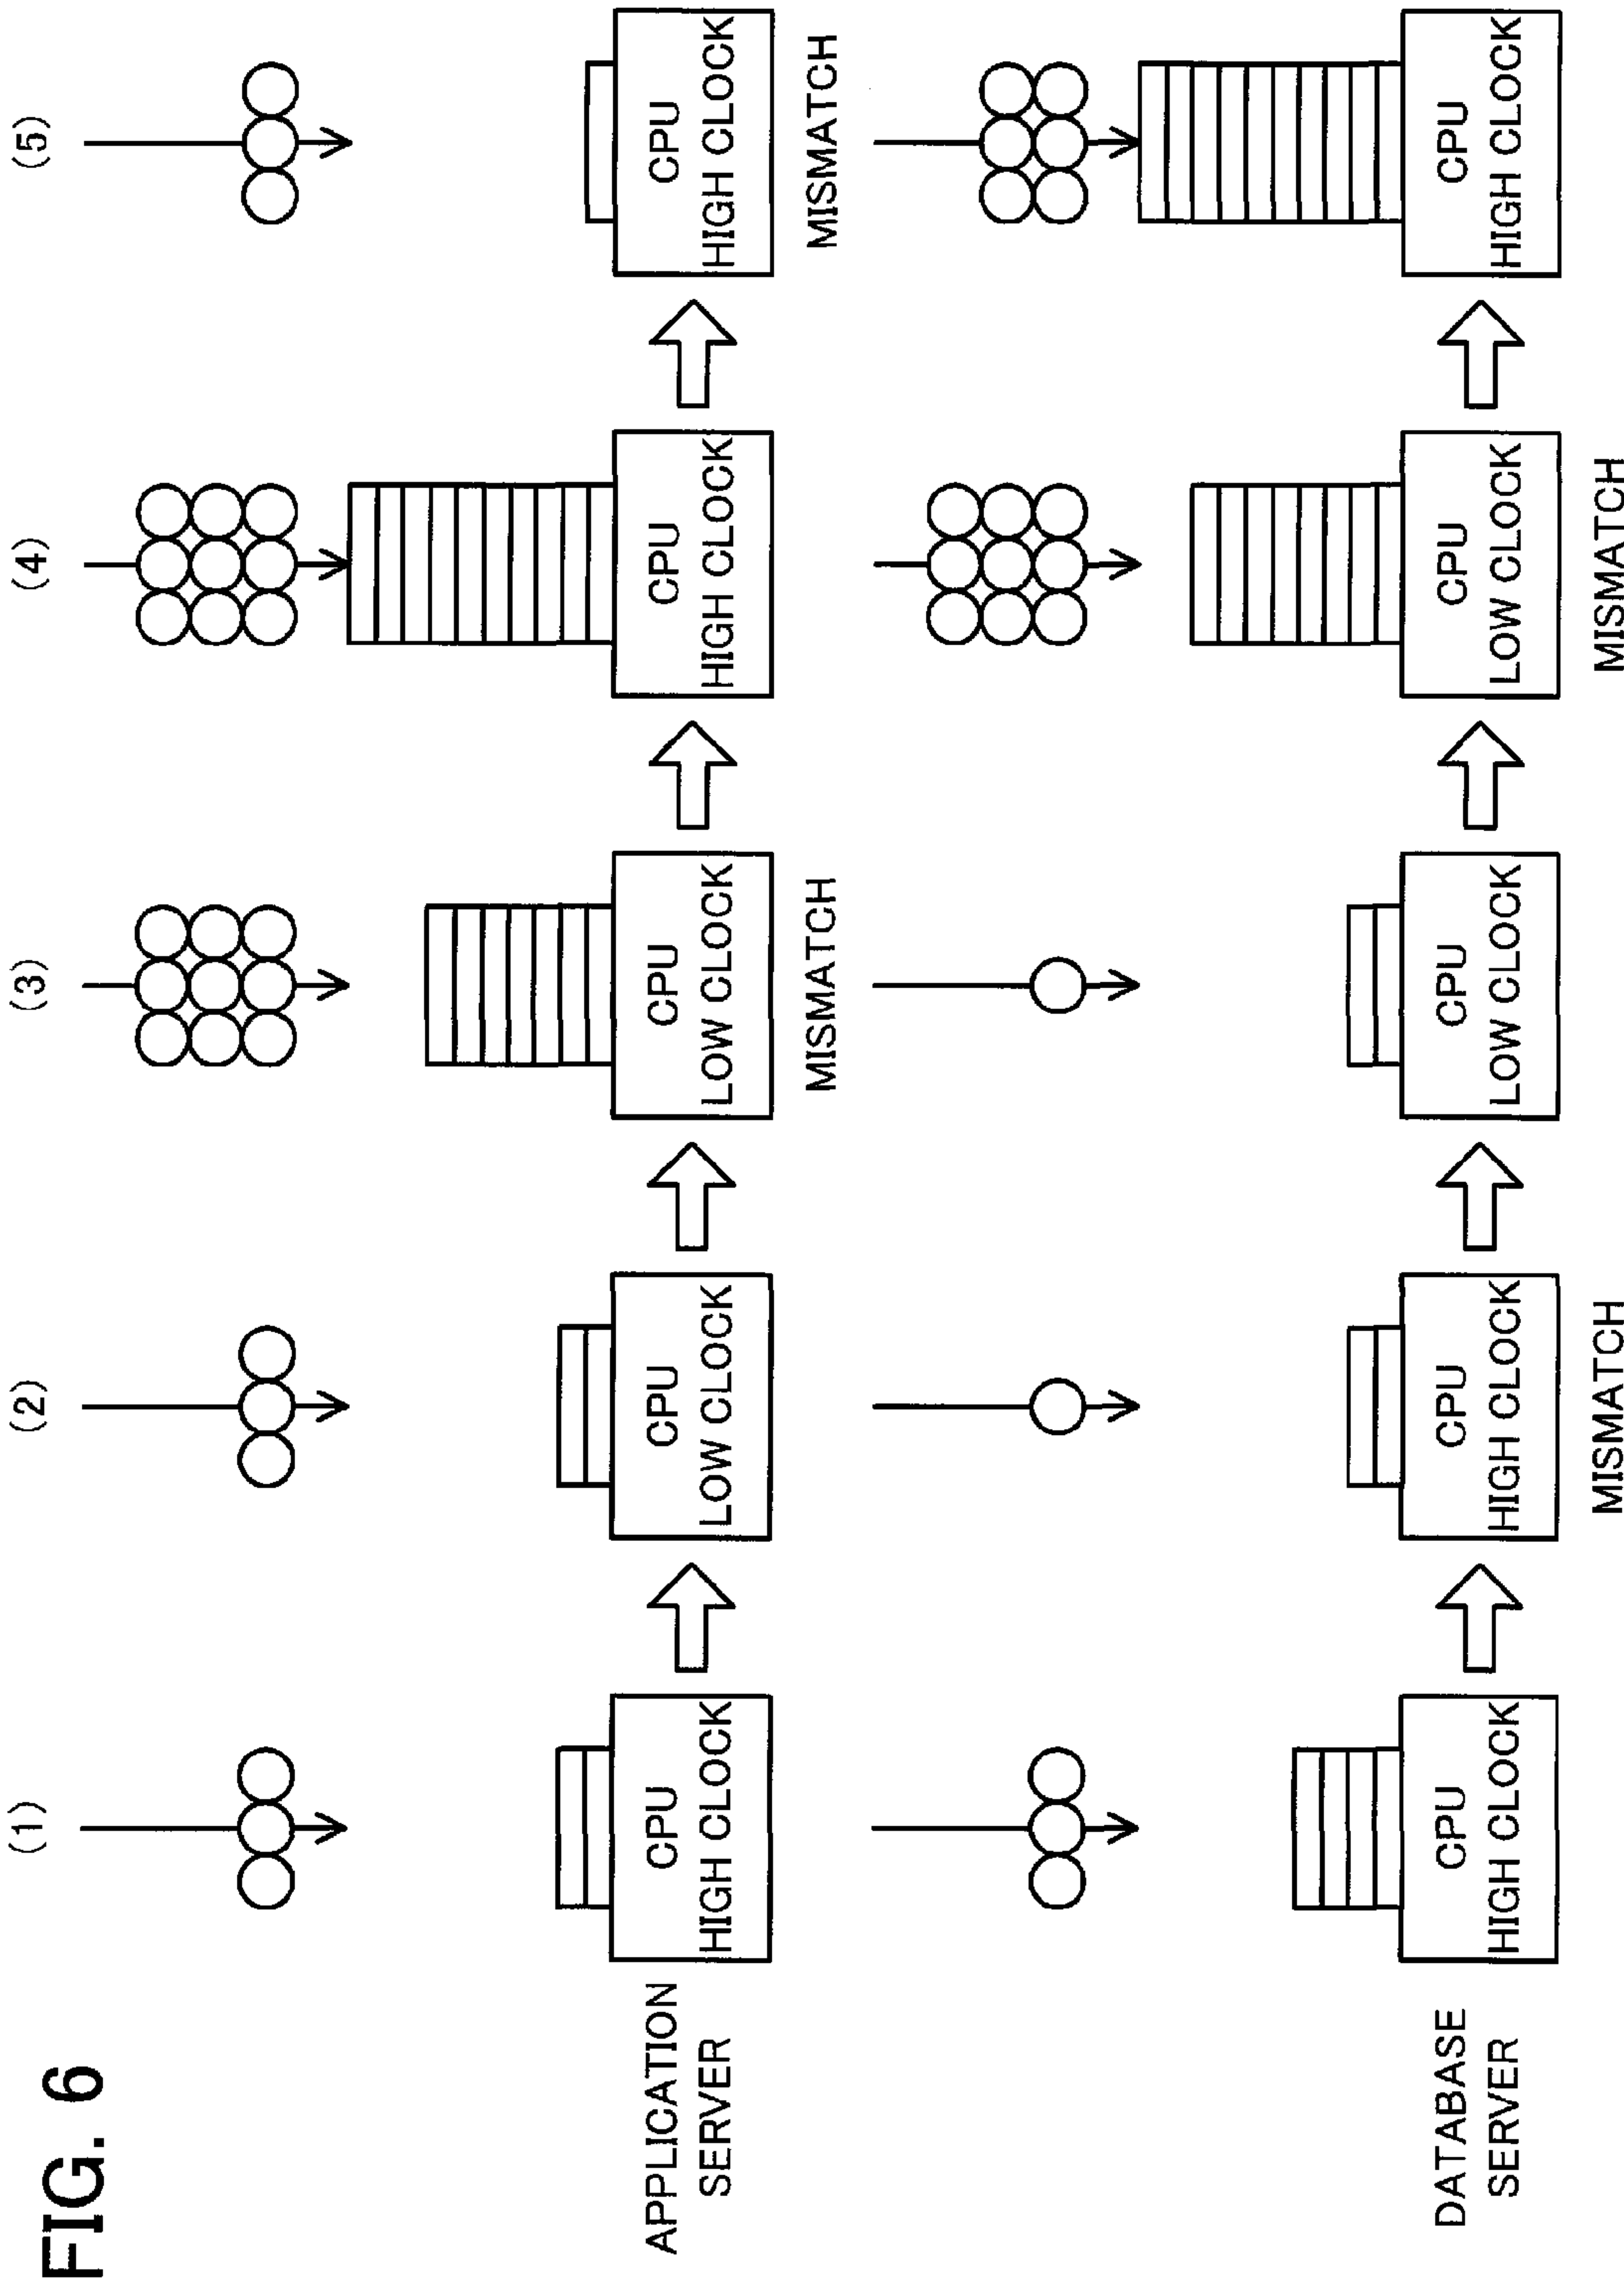 FIG. 6
(1)
(2)
(3)
(4)
(5)
APPLICATION
SERVER
CPU
HIGH CLOCK
CPU
LOW CLOCK
CPU
LOW CLOCK
MISMATCH
CPU
HIGH CLOCK
CPU
HIGH CLOCK
MISMATCH
DATABASE
SERVER
CPU
HIGH CLOCK
CPU
HIGH CLOCK
MISMATCH
CPU
LOW CLOCK
CPU
LOW CLOCK
MISMATCH
CPU
HIGH CLOCK